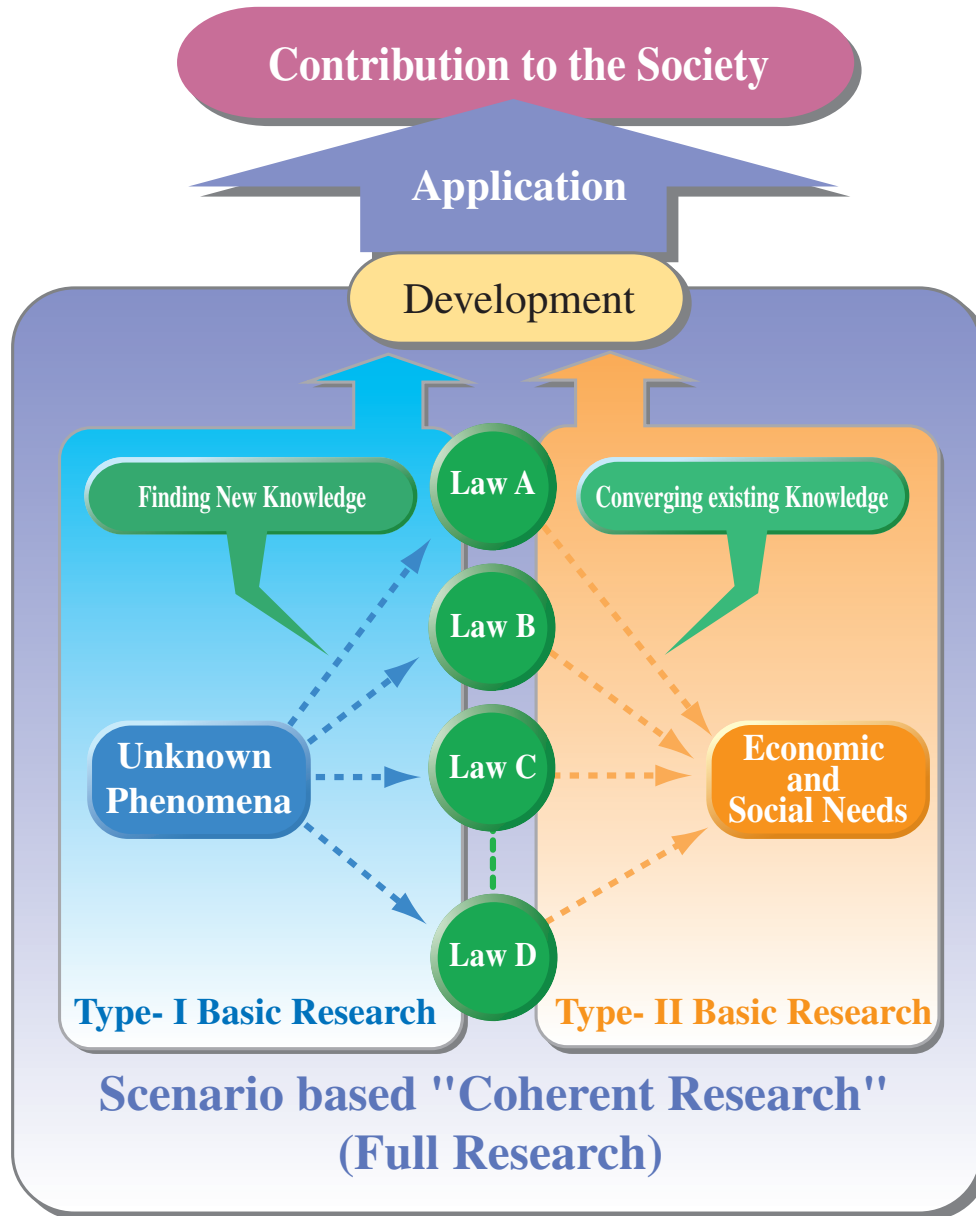 Contribution to the Society
Application
Development
Finding New Knowledge
Law A
Converging existing Knowledge
Law B
Unknown
Phenomena
Law C
Economic
and
Social Needs
Law D
Type- I Basic Research
Type- II Basic Research
Scenario based "Coherent Research"
(Full Research)